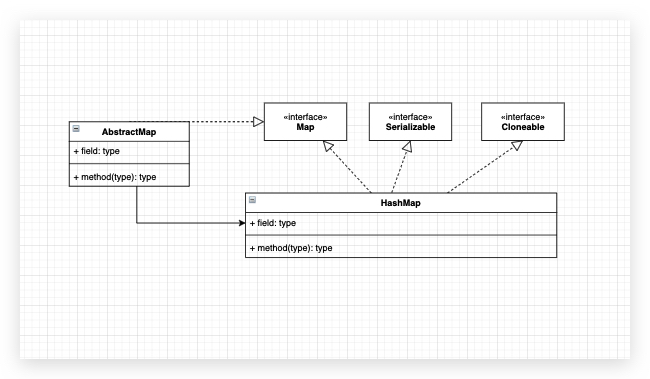 «interface»
Map
«interface»
Serializable
«interface»
Cloneable
AbstractMap
+ field: type
+ method(type): type
HashMap
+ field: type
+ method(type): type